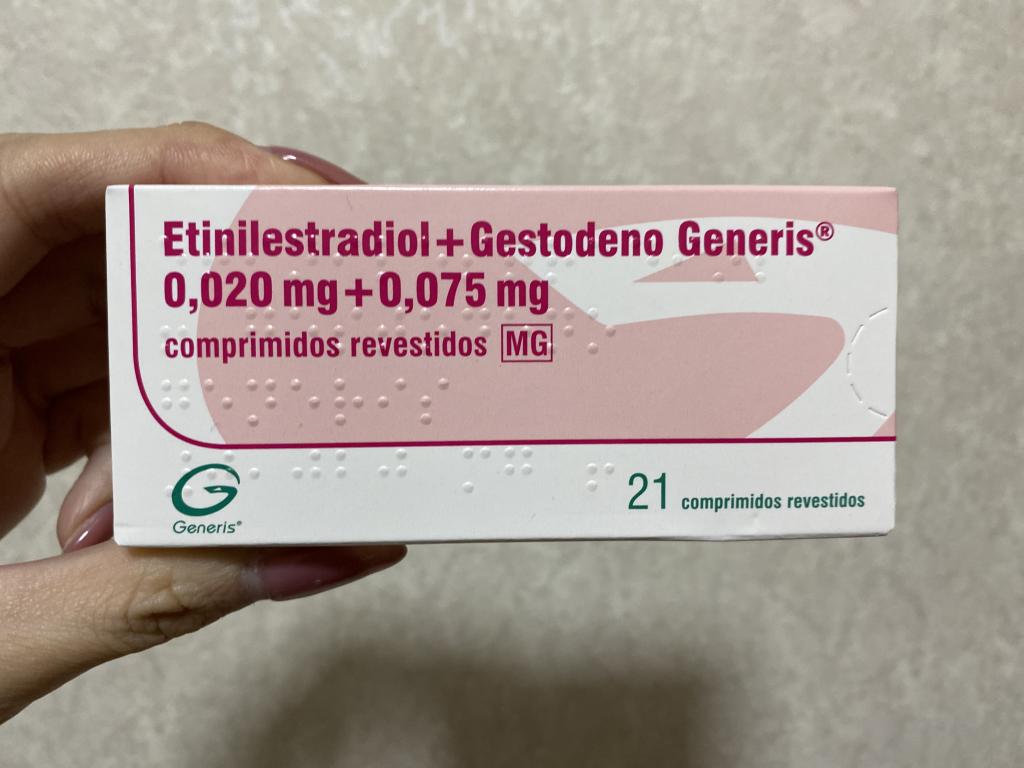 Etinilestradiol+Gestodeno Generis®
0,020 mg+0,075 mg
comprimidos revestidos MG
Generis®
21 comprimidos revestidos